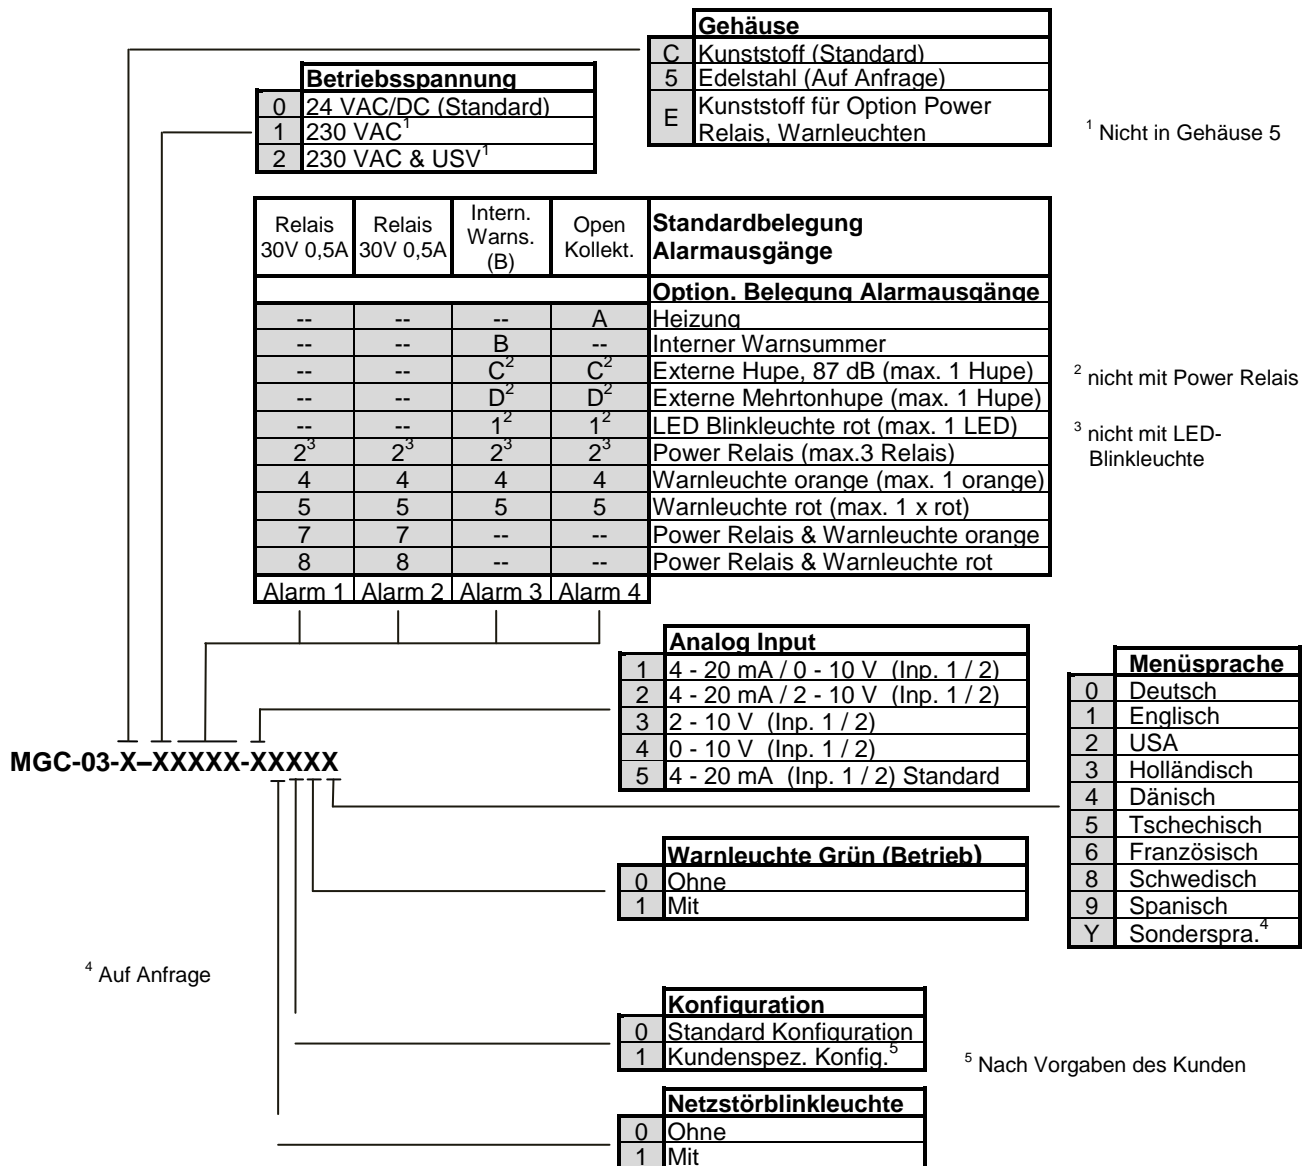 Gehäuse
C Kunststoff (Standard)
5 Edelstahl (Auf Anfrage)
E Kunststoff für Option Power
Relais, Warnleuchten
Betriebsspannung
0 24 VAC/DC (Standard)
1 230 VAC¹
2 230 VAC & USV¹
¹ Nicht in Gehäuse 5
Relais 30V 0,5A
Relais 30V 0,5A
Intern. Warns. (B)
Open Kollekt.
Standardbelegung
Alarmausgänge
Option. Belegung Alarmausgänge
-- -- -- A Heizung
-- -- B -- Interner Warnsummer
-- -- C² C² Externe Hupe, 87 dB (max. 1 Hupe)
-- -- D² D² Externe Mehrtonhupe (max. 1 Hupe)
-- -- 1² 1² LED Blinkleuchte rot (max. 1 LED)
2³ 2³ 2³ 2³ Power Relais (max.3 Relais)
4 4 4 4 Warnleuchte orange (max. 1 orange)
5 5 5 5 Warnleuchte rot (max. 1 x rot)
7 7 -- -- Power Relais & Warnleuchte orange
8 8 -- -- Power Relais & Warnleuchte rot
Alarm 1 Alarm 2 Alarm 3 Alarm 4
² nicht mit Power Relais
³ nicht mit LED-
Blinkleuchte
Analog Input
1 4 - 20 mA / 0 - 10 V (Inp. 1 / 2)
2 4 - 20 mA / 2 - 10 V (Inp. 1 / 2)
3 2 - 10 V (Inp. 1 / 2)
4 0 - 10 V (Inp. 1 / 2)
5 4 - 20 mA (Inp. 1 / 2) Standard
Menüsprache
0 Deutsch
1 Englisch
2 USA
3 Holländisch
4 Dänisch
5 Tschechisch
6 Französisch
8 Schwedisch
9 Spanisch
Y Sonderspra.⁴
MGC-03-X–XXXXX-XXXXX
Warnleuchte Grün (Betrieb)
0 Ohne
1 Mit
⁴ Auf Anfrage
Konfiguration
0 Standard Konfiguration
1 Kundenspez. Konfig.⁵
⁵ Nach Vorgaben des Kunden
Netzstörblinkleuchte
0 Ohne
1 Mit